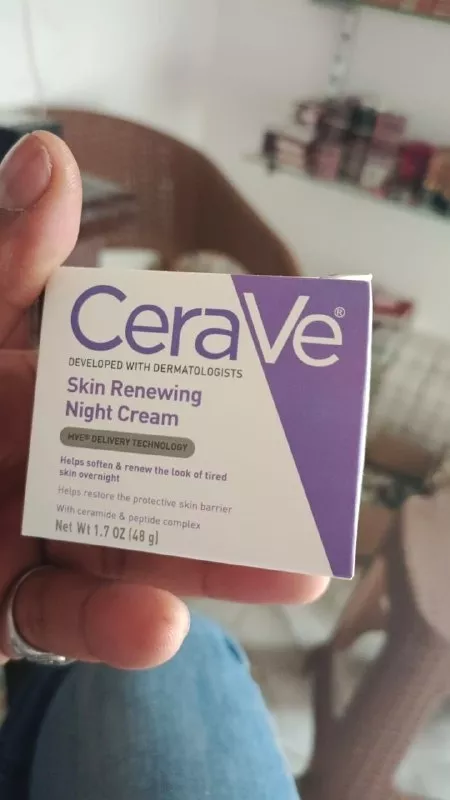 CeraVe®
DEVELOPED WITH DERMATOLOGISTS
Skin Renewing
Night Cream
MVE® DELIVERY TECHNOLOGY
Helps soften & renew the look of tired
skin overnight
Helps restore the protective skin barrier
With ceramide & peptide complex
Net Wt 1.7 OZ (48 g)